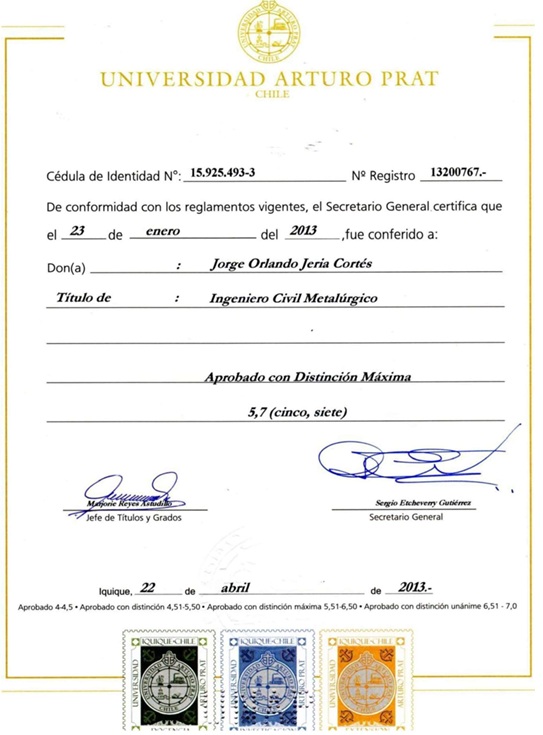 UNIVERSIDAD ARTURO PRAT
CHILE
Cédula de Identidad Nº: 15.925.493-3 Nº Registro 13200767.-
De conformidad con los reglamentos vigentes, el Secretario General certifica que
el 23 de enero del 2013 ,fue conferido a:
Don(a) : Jorge Orlando Jeria Cortés
Título de : Ingeniero Civil Metalúrgico
Aprobado con Distinción Máxima
5,7 (cinco, siete)
Marjorie Reyes Astudillo
Jefe de Títulos y Grados
Sergio Etcheverry Gutiérrez
Secretario General
Iquique, 22 de abril de 2013.-
Aprobado 4-4,5 • Aprobado con distinción 4,51-5,50 • Aprobado con distinción máxima 5,51-6,50 • Aprobado con distinción unánime 6,51 - 7,0
IQUIQUE-CHILE
UNIVERSIDAD
ARTURO PRAT
IQUIQUE-CHILE
UNIVERSIDAD
ARTURO PRAT
IQUIQUE-CHILE
UNIVERSIDAD
ARTURO PRAT